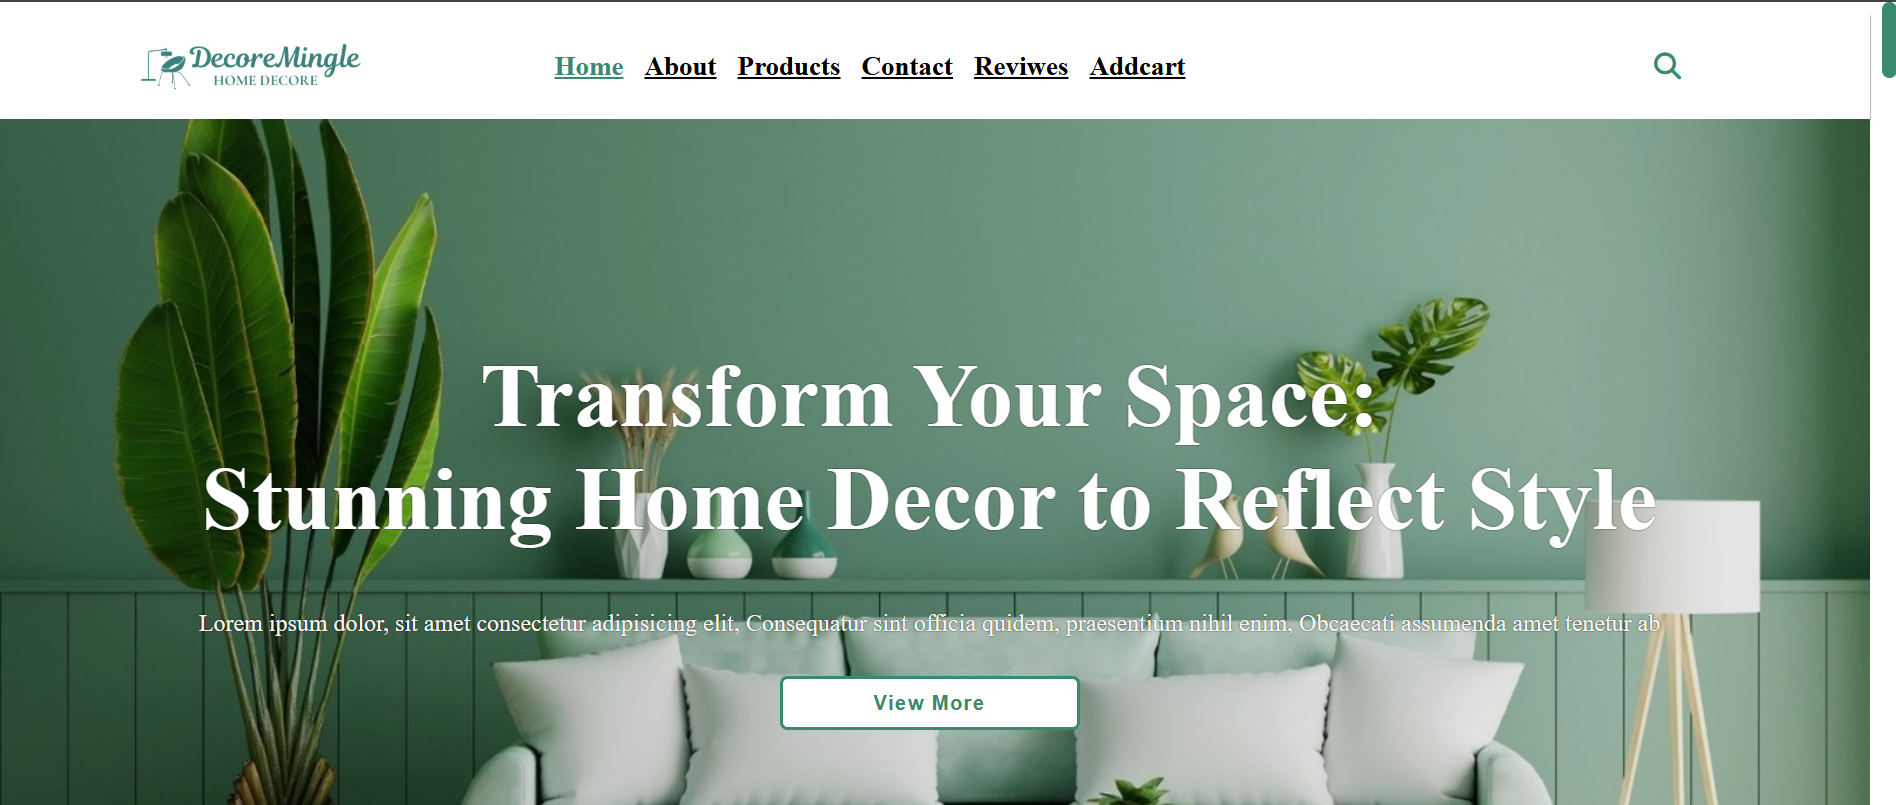 DecoreMingle
HOME DECORE
Home About Products Contact Reviwes Addcart
Transform Your Space:
Stunning Home Decor to Reflect Style
Lorem ipsum dolor, sit amet consectetur adipisicing elit, Consequatur sint officia quidem, praesentium nihil enim, Obcaecati assumenda amet tenetur ab
View More